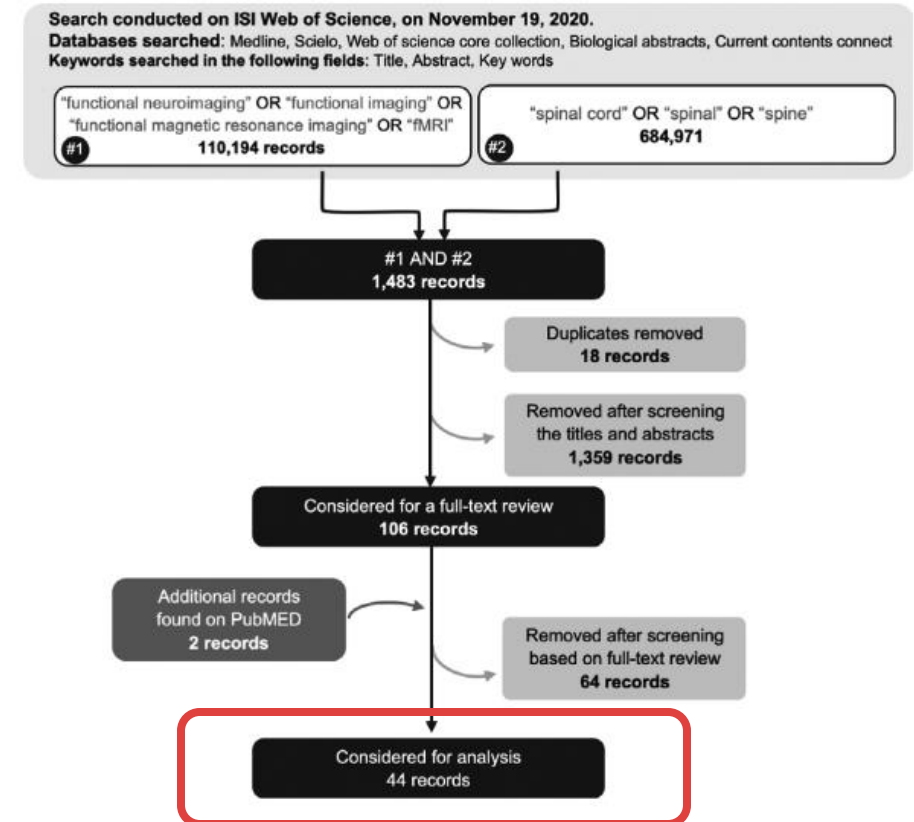 Search conducted on ISI Web of Science, on November 19, 2020.
Databases searched: Medline, Scielo, Web of science core collection, Biological abstracts, Current contents connect
Keywords searched in the following fields: Title, Abstract, Key words
"functional neuroimaging" OR "functional imaging" OR
"functional magnetic resonance imaging" OR "fMRI"
#1
110,194 records
"spinal cord" OR "spinal" OR "spine"
684,971
#2
#1 AND #2
1,483 records
Duplicates removed
18 records
Removed after screening
the titles and abstracts
1,359 records
Considered for a full-text review
106 records
Additional records
found on PubMED
2 records
Removed after screening
based on full-text review
64 records
Considered for analysis
44 records